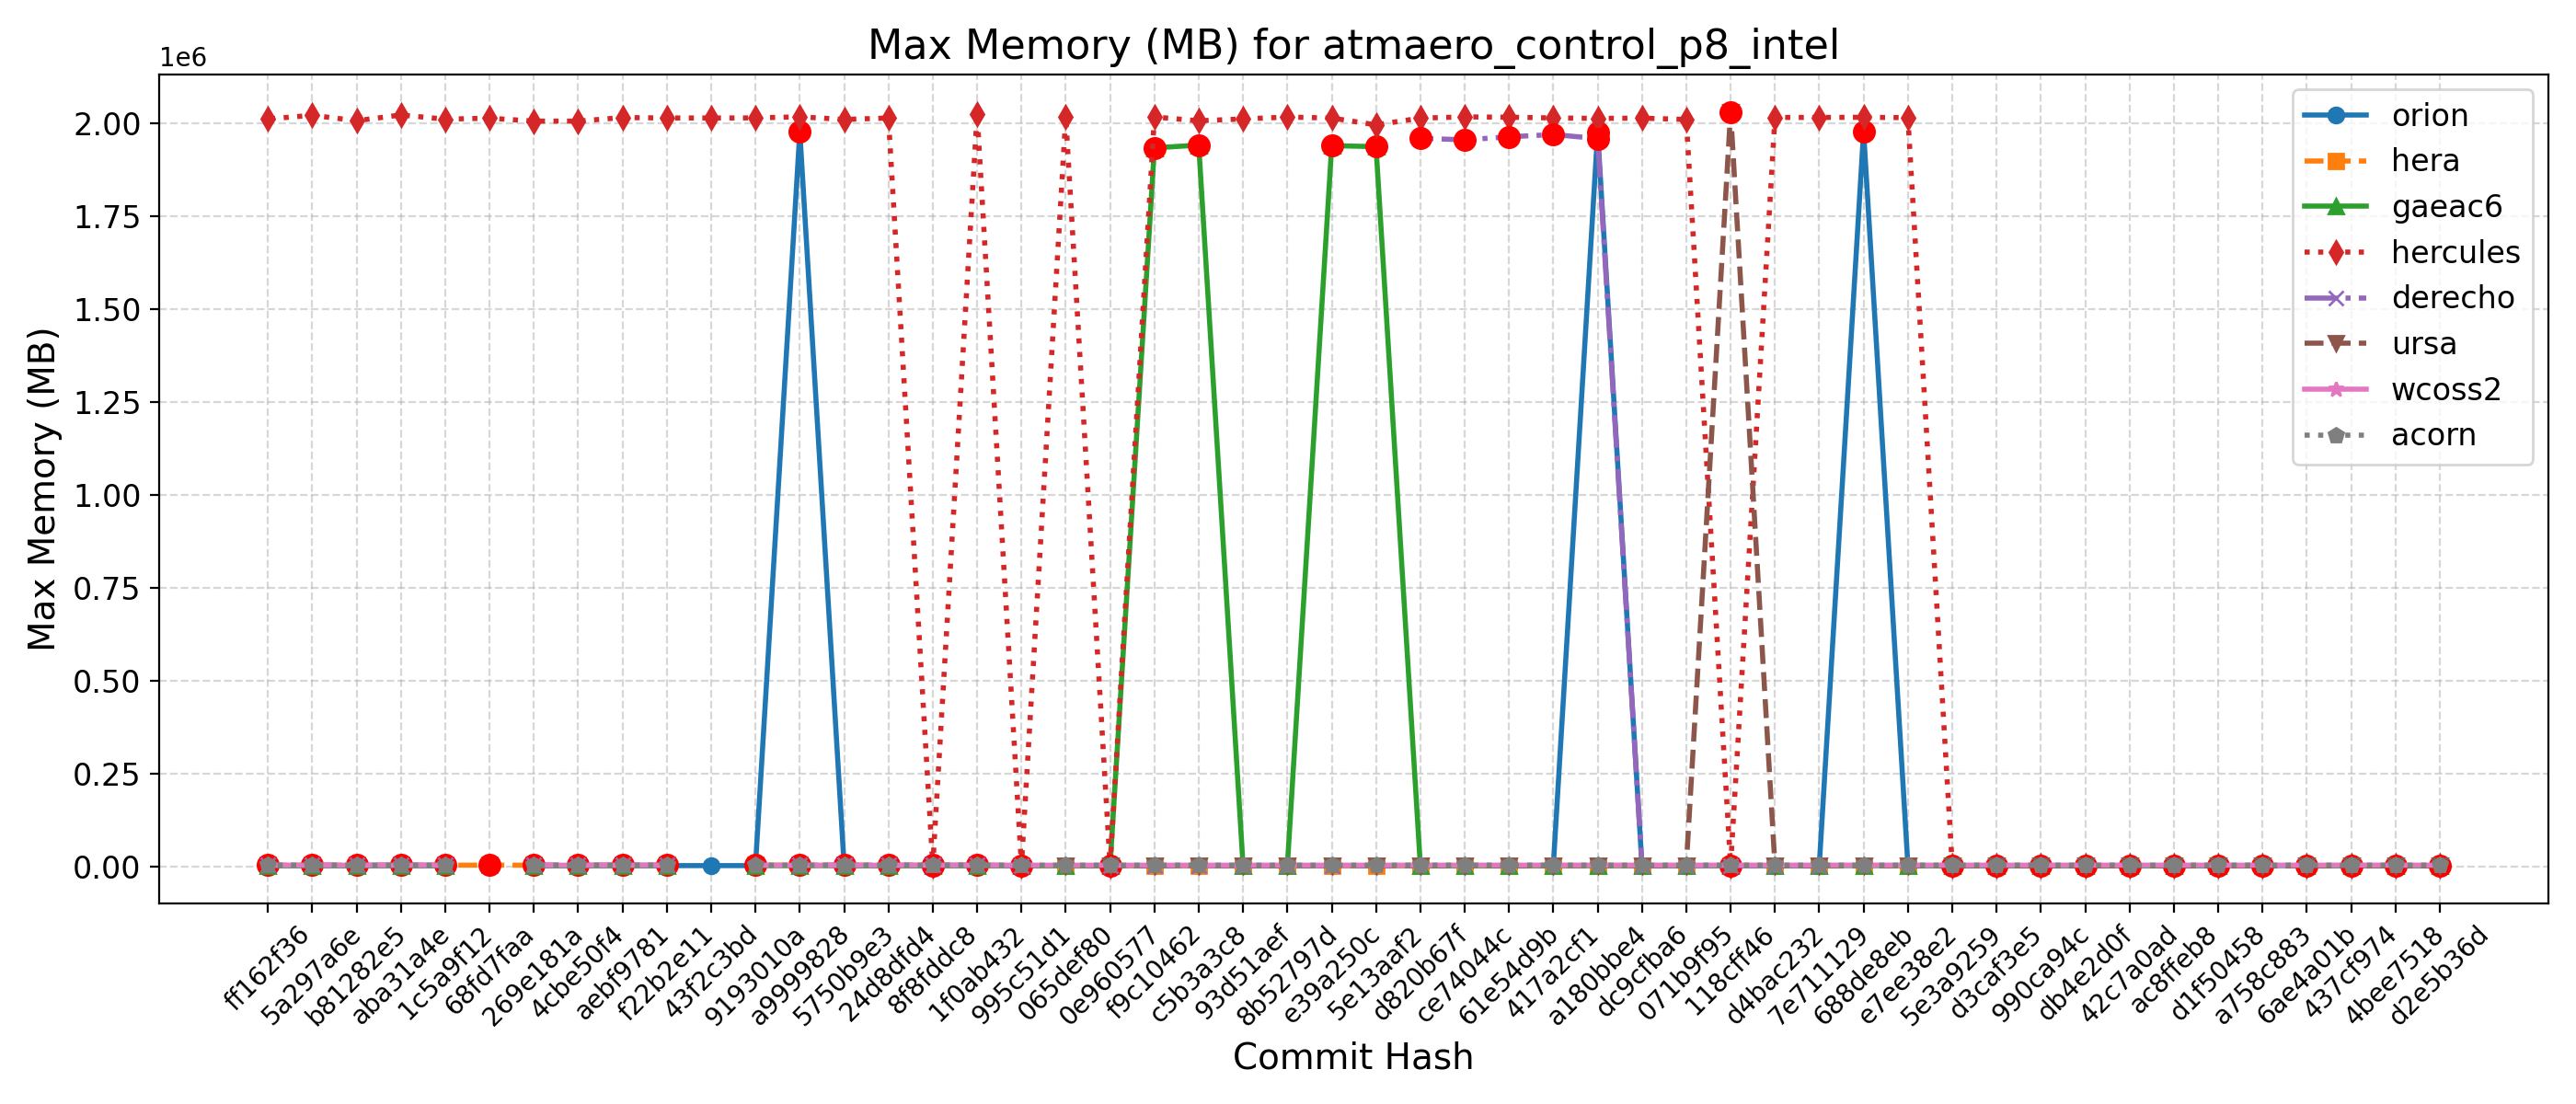 Max Memory (MB) for atmaero_control_p8_intel
1e6
2.00
1.75
1.50
1.25
1.00
0.75
0.50
0.25
0.00
Max Memory (MB)
orion
hera
gaeac6
hercules
derecho
ursa
wcoss2
acorn
ff162f36
5a297a6e
b81282e5
aba31a4e
1c5a9f12
68fd7faa
269e181a
4cbe50f4
aebf9781
f22b2e11
43f2c3bd
9193010a
a9999828
5750b9e3
24d8dfd4
8f8fddc8
1f0ab432
995c51d1
065def80
0e960577
f9c10462
c5b3a3c8
93d51aef
8b52797d
e39a250c
5e13aaf2
d820b67f
ce74044c
61e54d9b
417a2cf1
a180bbe4
dc9cfba6
071b9f95
118cff46
d4bac232
7e711129
688de8eb
e7ee38e2
5e3a9259
d3caf3e5
990ca94c
db4e2d0f
42c7a0ad
ac8ffeb8
d1f50458
a758c883
6ae4a01b
437cf974
4bee7518
d2e5b36d
Commit Hash